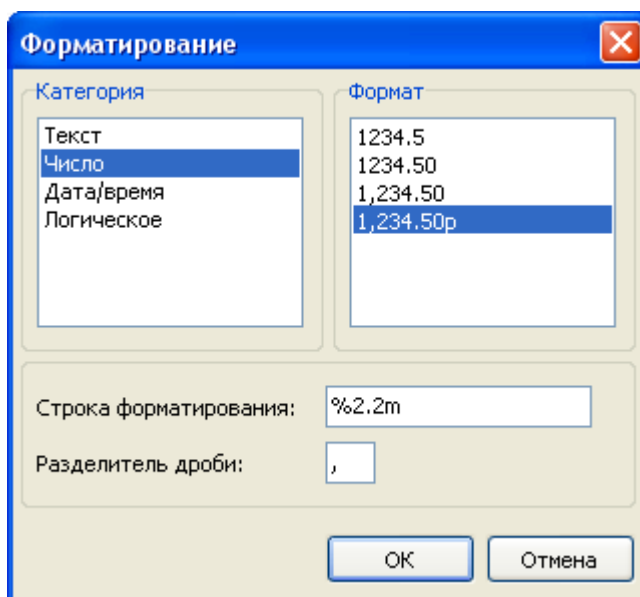 Форматирование
Категория
Текст
Число
Дата/время
Логическое
Формат
1234.5
1234.50
1,234.50
1,234.50р
Строка форматирования:
%2.2m
Разделитель дроби:
,
OK
Отмена